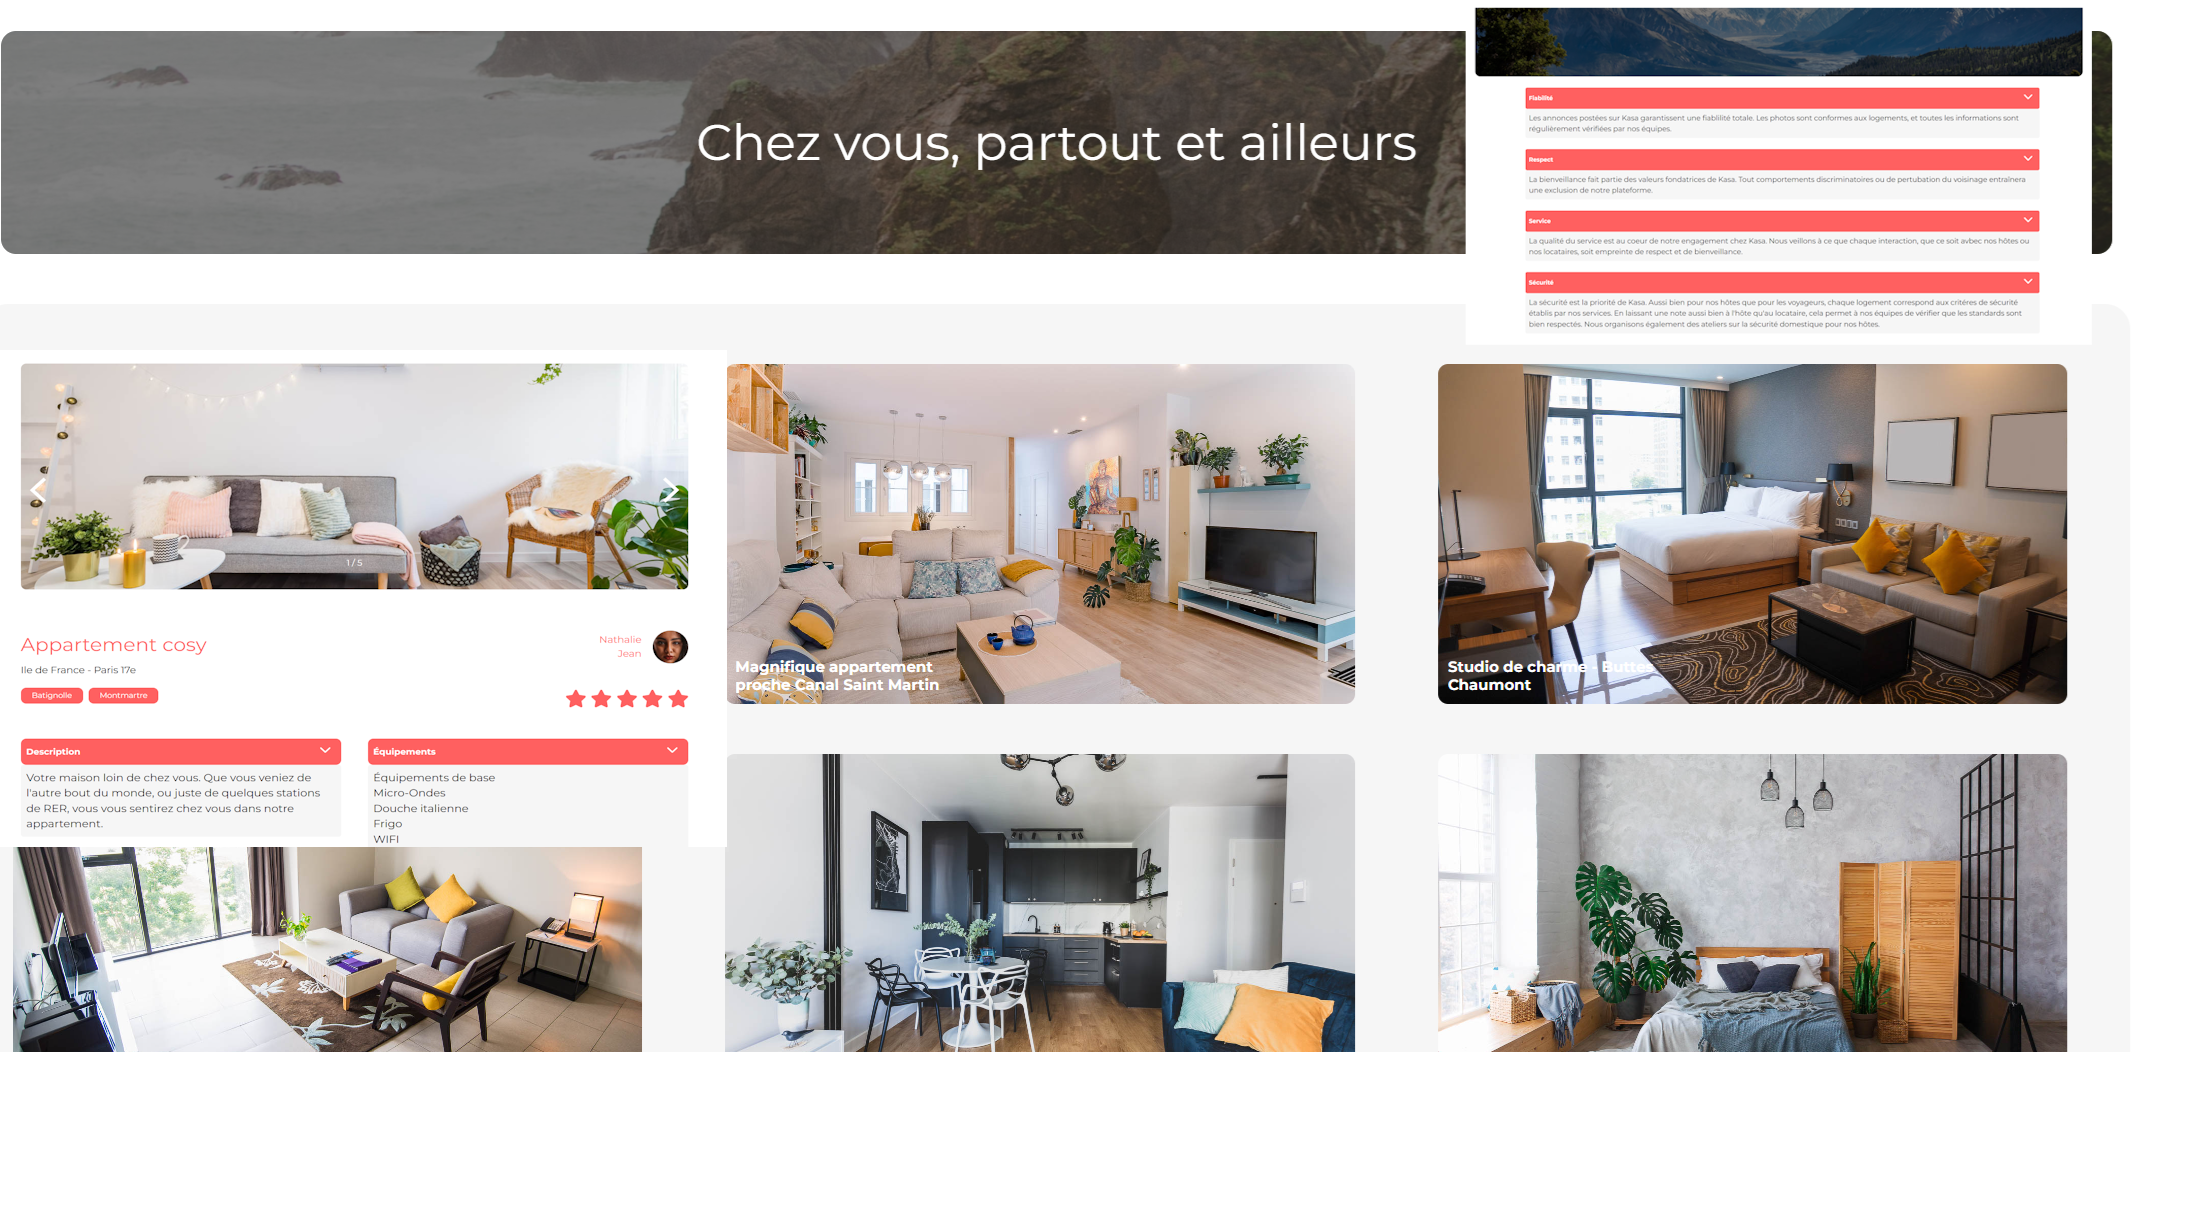 Chez vous, partout et ailleurs
Fiabilité
Les annonces postées sur Kasa garantissent une fiablilité totale. Les photos sont conformes aux logements, et toutes les informations sont
régulièrement vérifiées par nos équipes.
Respect
La bienveillance fait partie des valeurs fondatrices de Kasa. Tout comportements discriminatoires ou de pertubation du voisinage entraînera
une exclusion de notre plateforme.
Service
La qualité du service est au coeur de notre engagement chez Kasa. Nous veillons à ce que chaque interaction, que ce soit avbec nos hôtes ou
nos locataires, soit empreinte de respect et de bienveillance.
Sécurité
La sécurité est la priorité de Kasa. Aussi bien pour nos hôtes que pour les voyageurs, chaque logement correspond aux critéres de sécurité
établis par nos services. En laissant une note aussi bien à l'hôte qu'au locataire, cela permet à nos équipes de vérifier que les standards sont
bien respectés. Nous organisons également des ateliers sur la sécurité domestique pour nos hôtes.
1 / 5
Appartement cosy
Nathalie
Jean
Ile de France - Paris 17e
Batignolle
Montmartre
Description
Votre maison loin de chez vous. Que vous veniez de
l'autre bout du monde, ou juste de quelques stations
de RER, vous vous sentirez chez vous dans notre
appartement.
Équipements
Équipements de base
Micro-Ondes
Douche italienne
Frigo
WIFI
Magnifique appartement
proche Canal Saint Martin
Studio de charme - Buttes
Chaumont